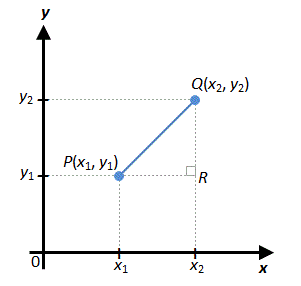 y
y₂
Q(x₂, y₂)
P(x₁, y₁)
y₁
R
0
x₁
x₂
x